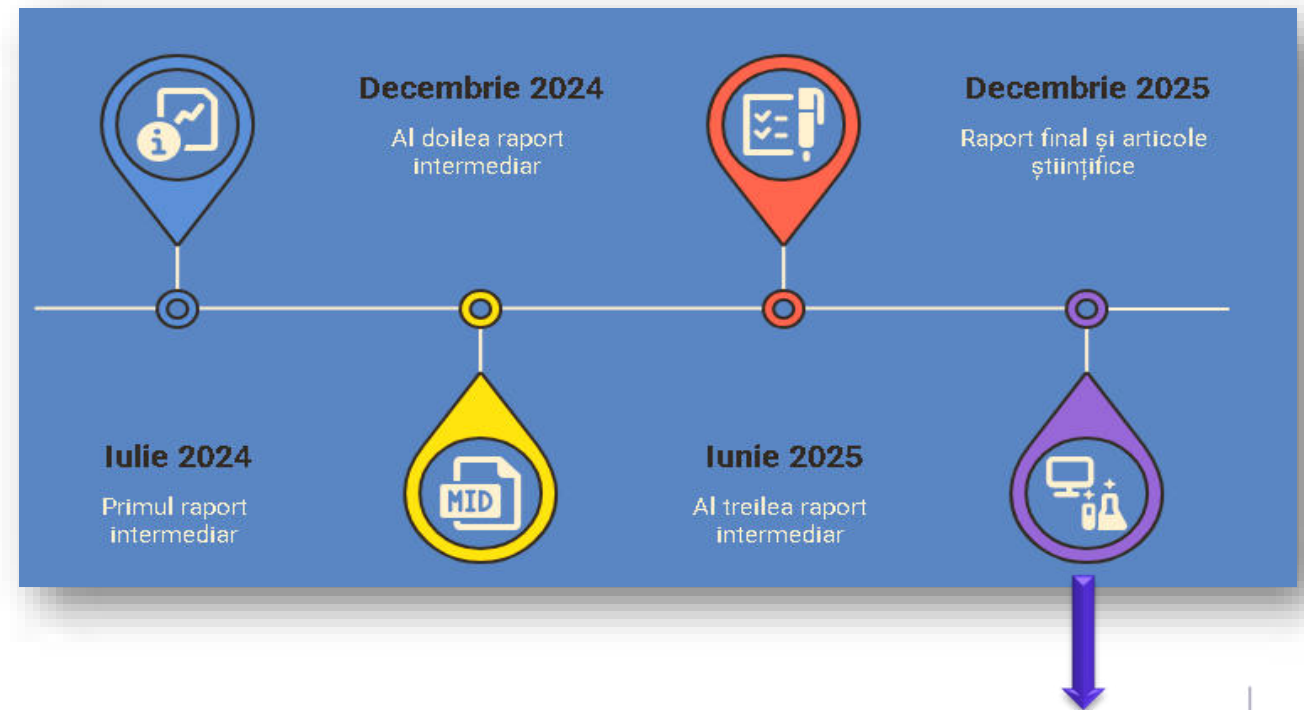 Decembrie 2024
Al doilea raport
intermediar
Decembrie 2025
Raport final și articole
științifice
Iulie 2024
Primul raport
intermediar
MID
Iunie 2025
Al treilea raport
intermediar